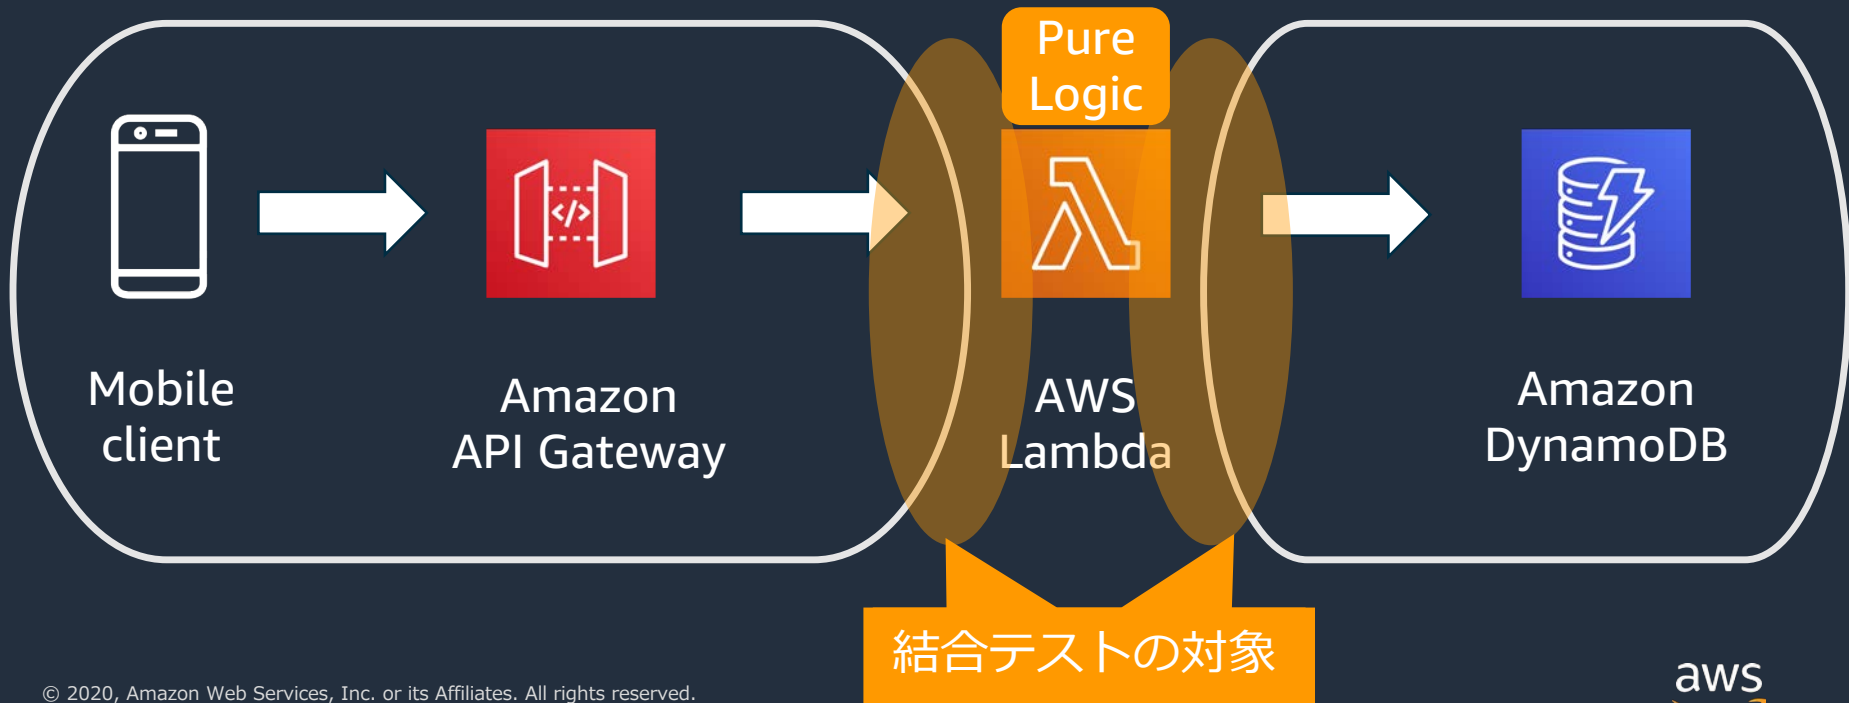 Pure
Logic
</>
Mobile
client
Amazon
API Gateway
AWS
Lambda
Amazon
DynamoDB
結合テストの対象
© 2020, Amazon Web Services, Inc. or its Affiliates. All rights reserved.
aws